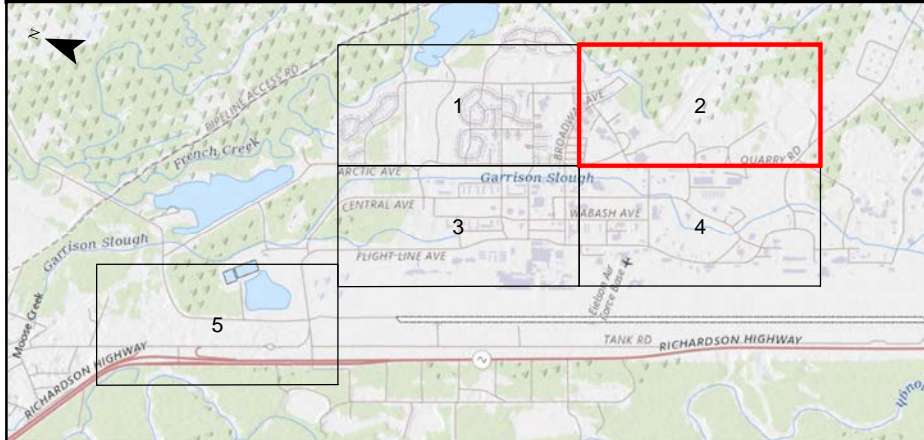 N
PIPELINE ACCESS RD
French Creek
1
BROADWAY AVE
2
QUARRY RD
ARCTIC AVE
Garrison Slough
CENTRAL AVE
WABASH AVE
3
4
Garrison Slough
FLIGHT LINE AVE
Eielson Air
Force Base
5
Moose Creek
TANK RD
RICHARDSON HIGHWAY
2
RICHARDSON HIGHWAY